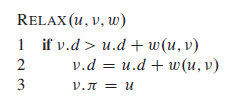 RELAX(u, v, w)
1 if v.d > u.d + w(u, v)
2 v.d = u.d + w(u, v)
3 v.π = u